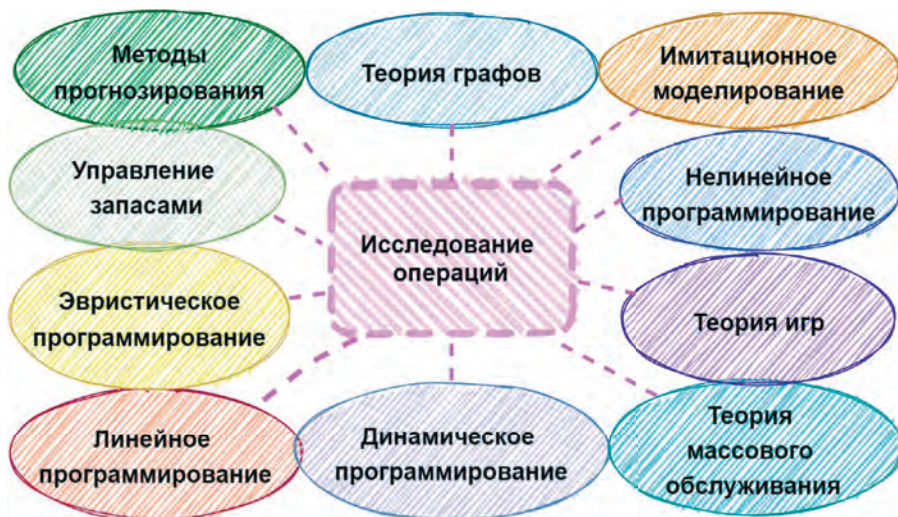 Методы
прогнозирования
Теория графов
Имитационное
моделирование
Управление
запасами
Исследование
операций
Нелинейное
программирование
Эвристическое
программирование
Теория игр
Линейное
программирование
Динамическое
программирование
Теория
массового
обслуживания